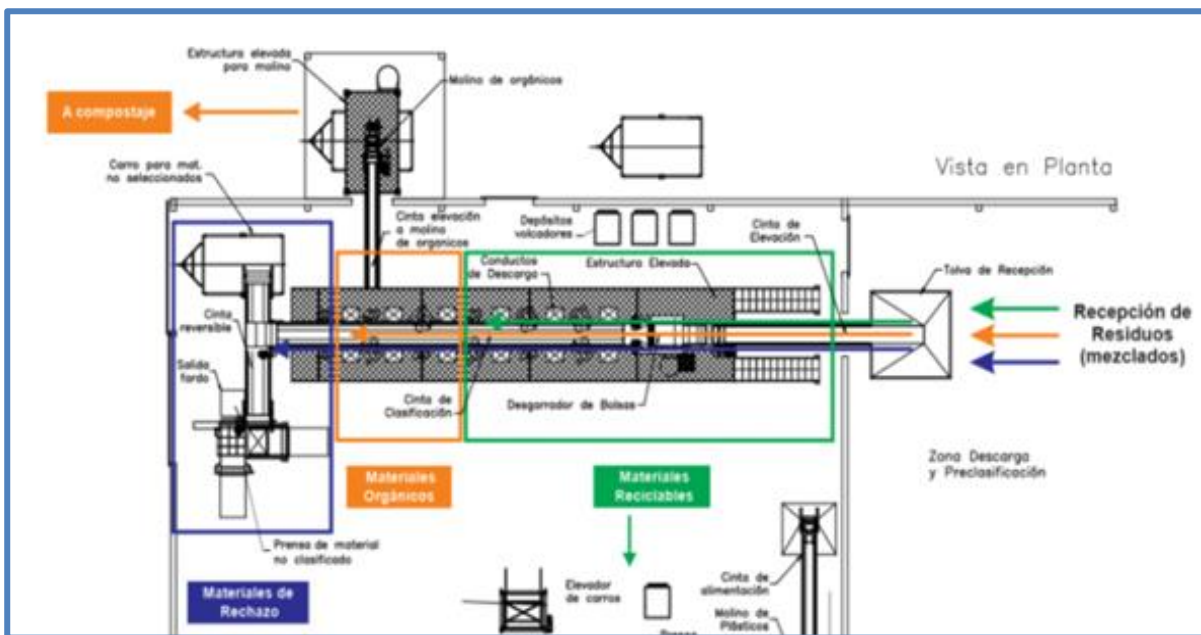 Estructura elevada
para molino
Molino de orgánicos
A compostaje
Carro para mat.
no seleccionados
Vista en Planta
Cinta elevación
a molino
de organicos
Depósitos
volcadores
Cinta de
Elevación
Conductos
de Descarga
Estructura Elevada
Tolva de Recepción
Cinta
reversible
Recepción de
Residuos
(mezclados)
Salida
fardo
Cinta de
Clasificación
Desgarrador de Bolsas
Zona Descarga
y Preclasificación
Materiales
Orgánicos
Materiales
Reciclables
Prensa de material
no clasificado
Materiales de
Rechazo
Elevador
de carros
Cinta de
alimentación
Molino de
Plásticos
Prensa